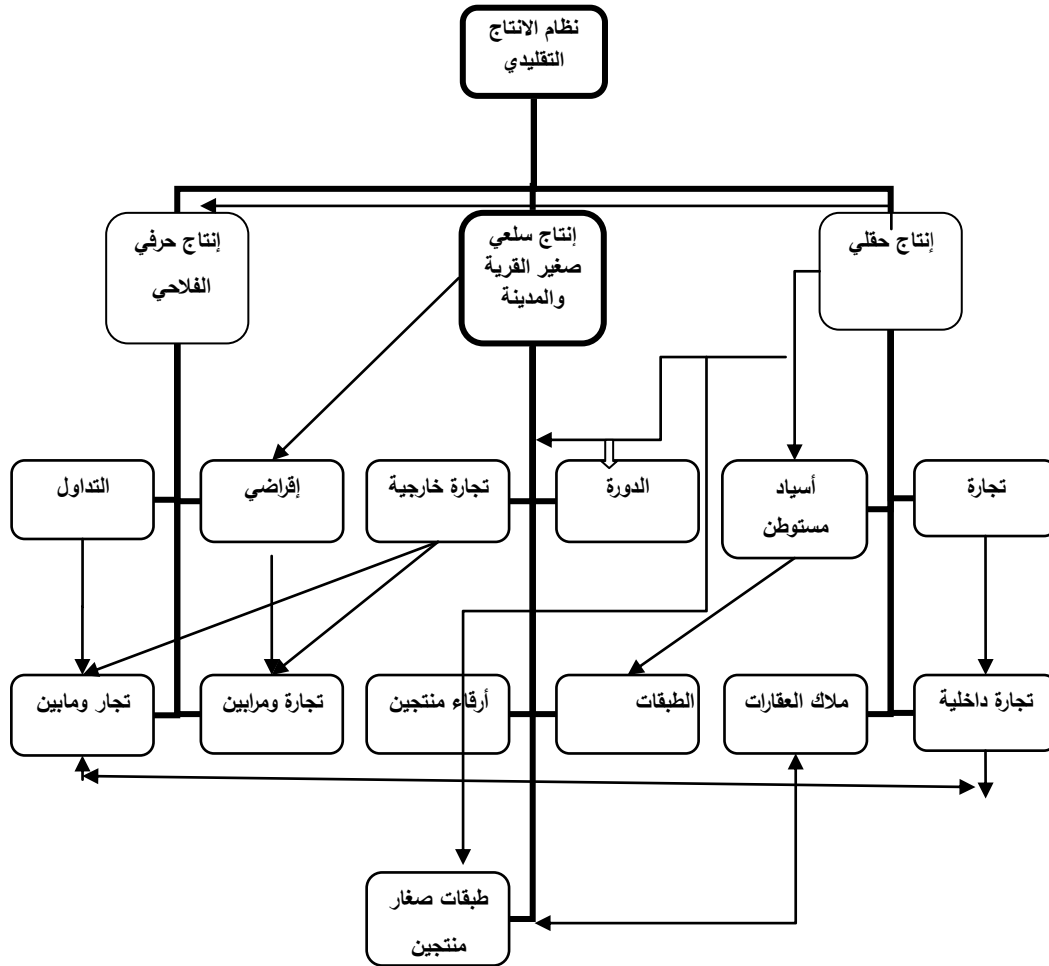 نظام الانتاج
التقليدي
إنتاج حقلي
إنتاج سلعي
صغير القرية
والمدينة
إنتاج حرفي
الفلاحي
تجارة
أسياد
مستوطن
الدورة
تجارة خارجية
إقراضي
التداول
تجارة داخلية
ملاك العقارات
الطبقات
أرقاء منتجين
تجارة ومرابين
تجار ومابين
طبقات صغار
منتجين